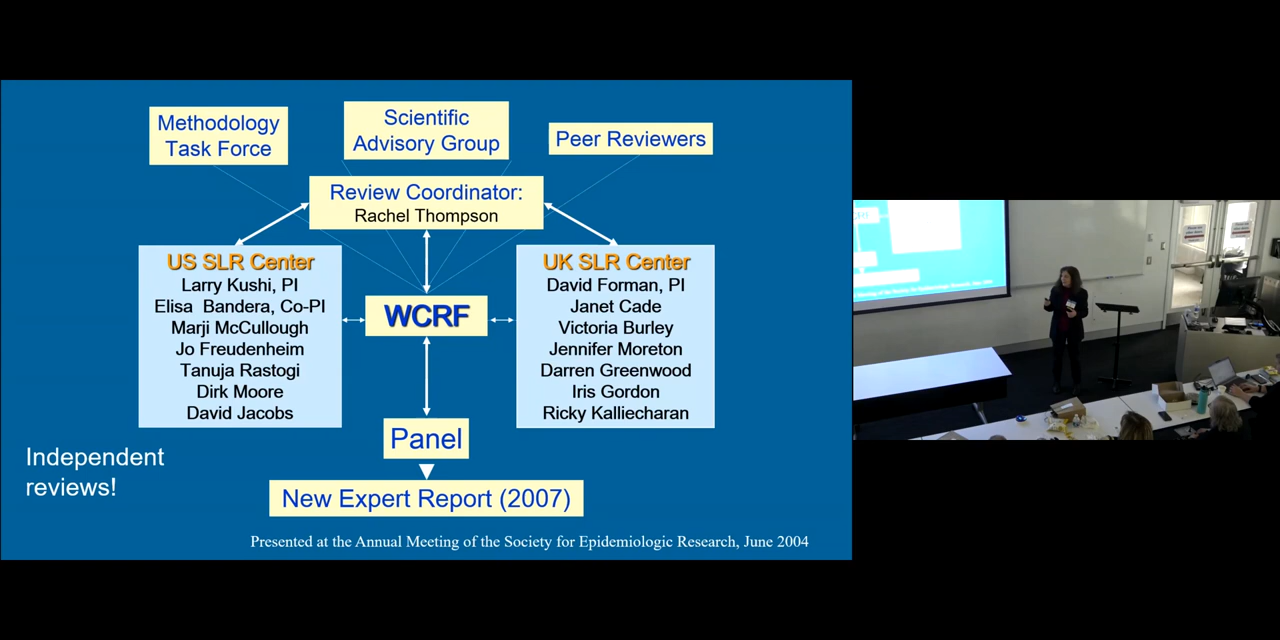 Methodology
Task Force
Scientific
Advisory Group
Peer Reviewers
Review Coordinator:
Rachel Thompson
US SLR Center
Larry Kushi, PI
Elisa Bandera, Co-PI
Marji McCullough
Jo Freudenheim
Tanuja Rastogi
Dirk Moore
David Jacobs
WCRF
UK SLR Center
David Forman, PI
Janet Cade
Victoria Burley
Jennifer Moreton
Darren Greenwood
Iris Gordon
Ricky Kalliecharan
Panel
New Expert Report (2007)
Independent
reviews!
Presented at the Annual Meeting of the Society for Epidemiologic Research, June 2004